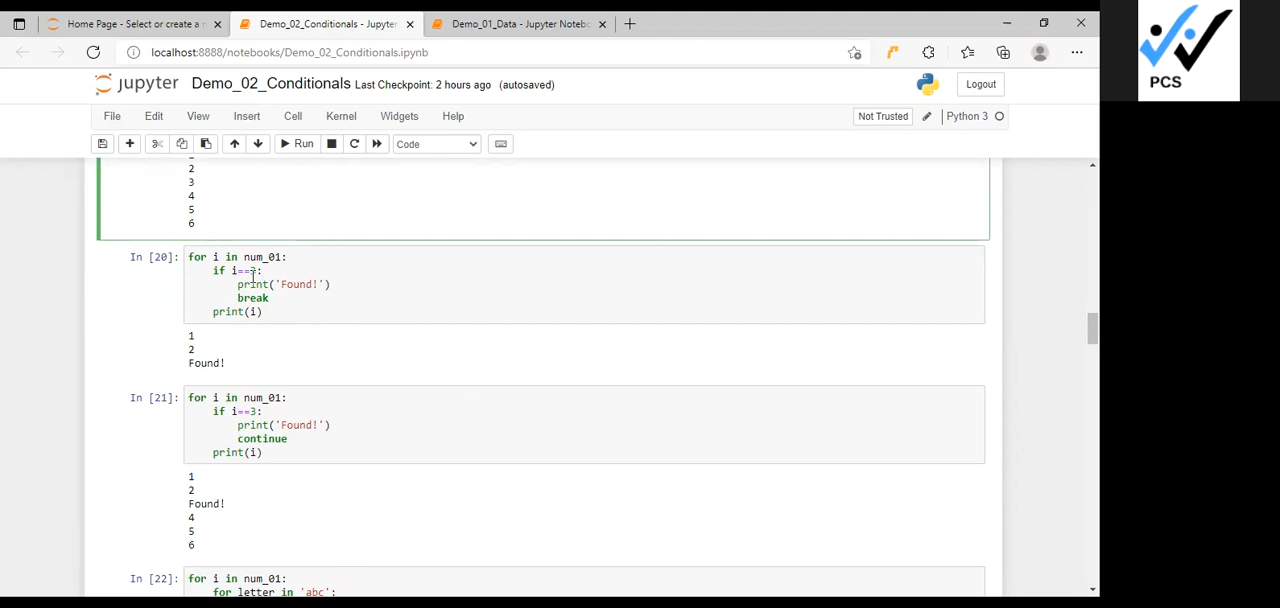 Home Page - Select or create a n
Demo_02_Conditionals - Jupyter
Demo_01_Data - Jupyter Notebo
PCS
localhost:8888/notebooks/Demo_02_Conditionals.ipynb
jupyter Demo_02_Conditionals Last Checkpoint: 2 hours ago (autosaved)
Logout
File Edit View Insert Cell Kernel Widgets Help
Not Trusted
Python 3
Run
Code
2
3
4
5
6
In [20]: for i in num_01:
if i==3:
print('Found!')
break
print(i)
1
2
Found!
In [21]: for i in num_01:
if i==3:
print('Found!')
continue
print(i)
1
2
Found!
4
5
6
In [22]: for i in num_01:
for letter in 'abc':